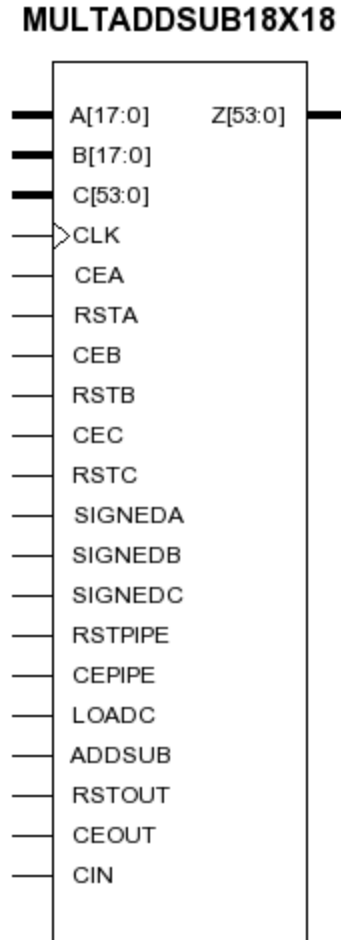 MULTADDSUB18X18
A[17:0] Z[53:0]
B[17:0]
C[53:0]
CLK
CEA
RSTA
CEB
RSTB
CEC
RSTC
SIGNEDA
SIGNEDB
SIGNEDC
RSTPIPE
CEPIPE
LOADC
ADDSUB
RSTOUT
CEOUT
CIN